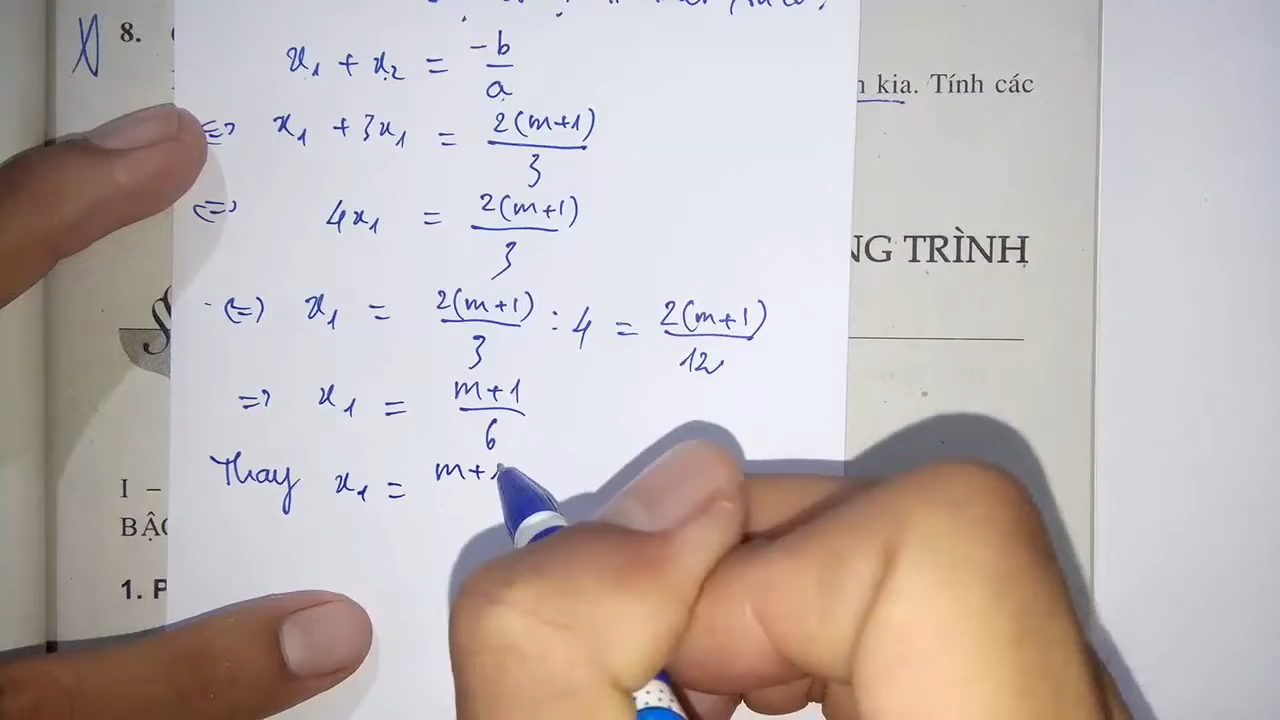 8.
x₁ + x₂ = -b/a
kia. Tính các
⇔ x₁ + 3x₁ = 2(m+1)/3
⇔ 4x₁ = 2(m+1)/3
NG TRÌNH
⇔ x₁ = 2(m+1)/3 : 4 = 2(m+1)/12
⇒ x₁ = m+1/6
Thay x₁ = m+1
I –
BẬC
1. P